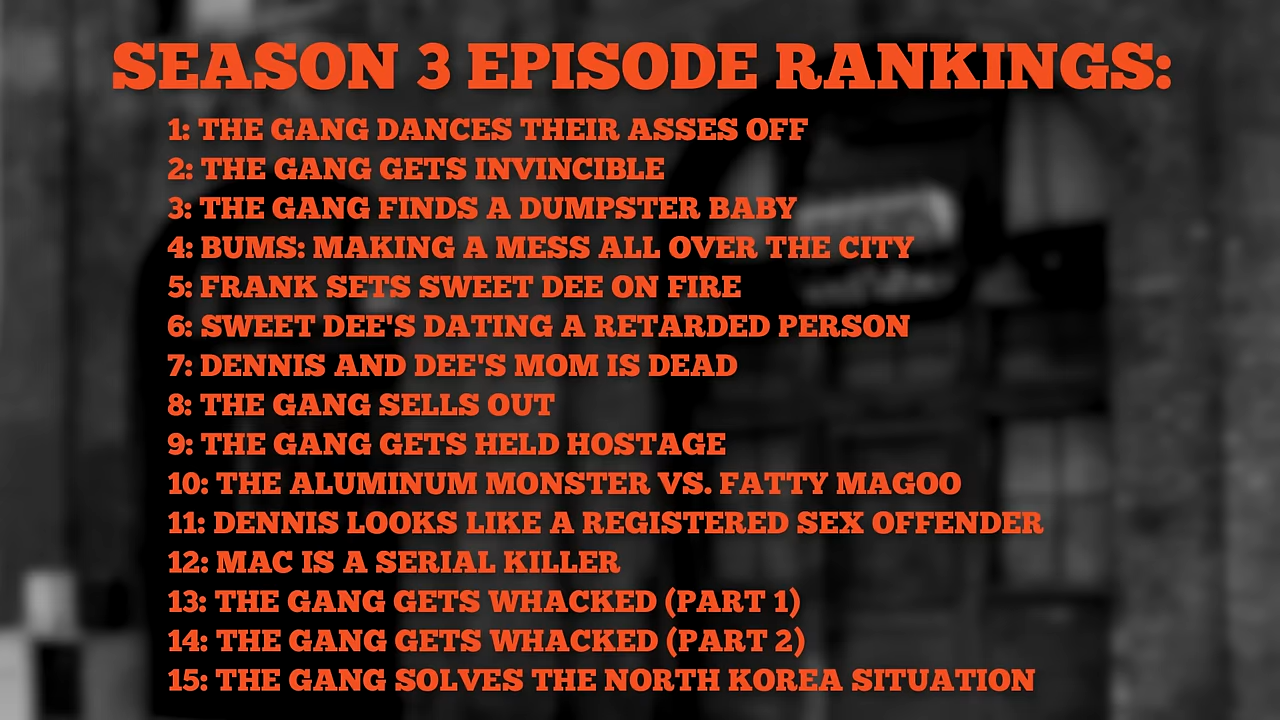 SEASON 3 EPISODE RANKINGS:
1: THE GANG DANCES THEIR ASSES OFF
2: THE GANG GETS INVINCIBLE
3: THE GANG FINDS A DUMPSTER BABY
4: BUMS: MAKING A MESS ALL OVER THE CITY
5: FRANK SETS SWEET DEE ON FIRE
6: SWEET DEE'S DATING A RETARDED PERSON
7: DENNIS AND DEE'S MOM IS DEAD
8: THE GANG SELLS OUT
9: THE GANG GETS HELD HOSTAGE
10: THE ALUMINUM MONSTER VS. FATTY MAGOO
11: DENNIS LOOKS LIKE A REGISTERED SEX OFFENDER
12: MAC IS A SERIAL KILLER
13: THE GANG GETS WHACKED (PART 1)
14: THE GANG GETS WHACKED (PART 2)
15: THE GANG SOLVES THE NORTH KOREA SITUATION